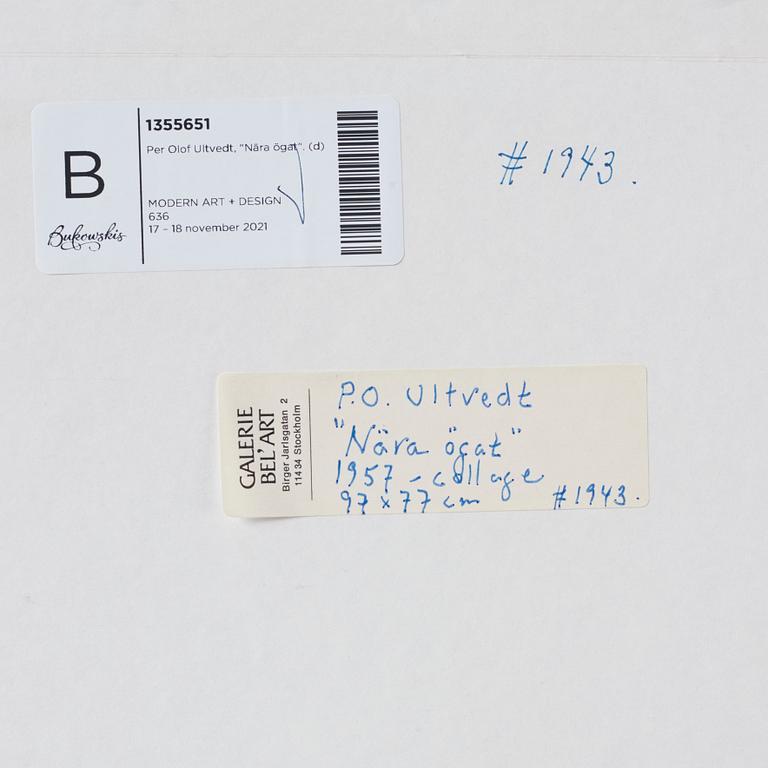 B
Bukowskis
1355651
Per Olof Ultvedt, "Nära ögat". (d)
MODERN ART + DESIGN
636
17 – 18 november 2021
# 1943.
GALERIE
BEL'ART
Birger Jarlsgatan 2
114 34 Stockholm
P.O. Ultvedt
"Nära ögat"
1957 – collage
97 x 77 cm #1943.